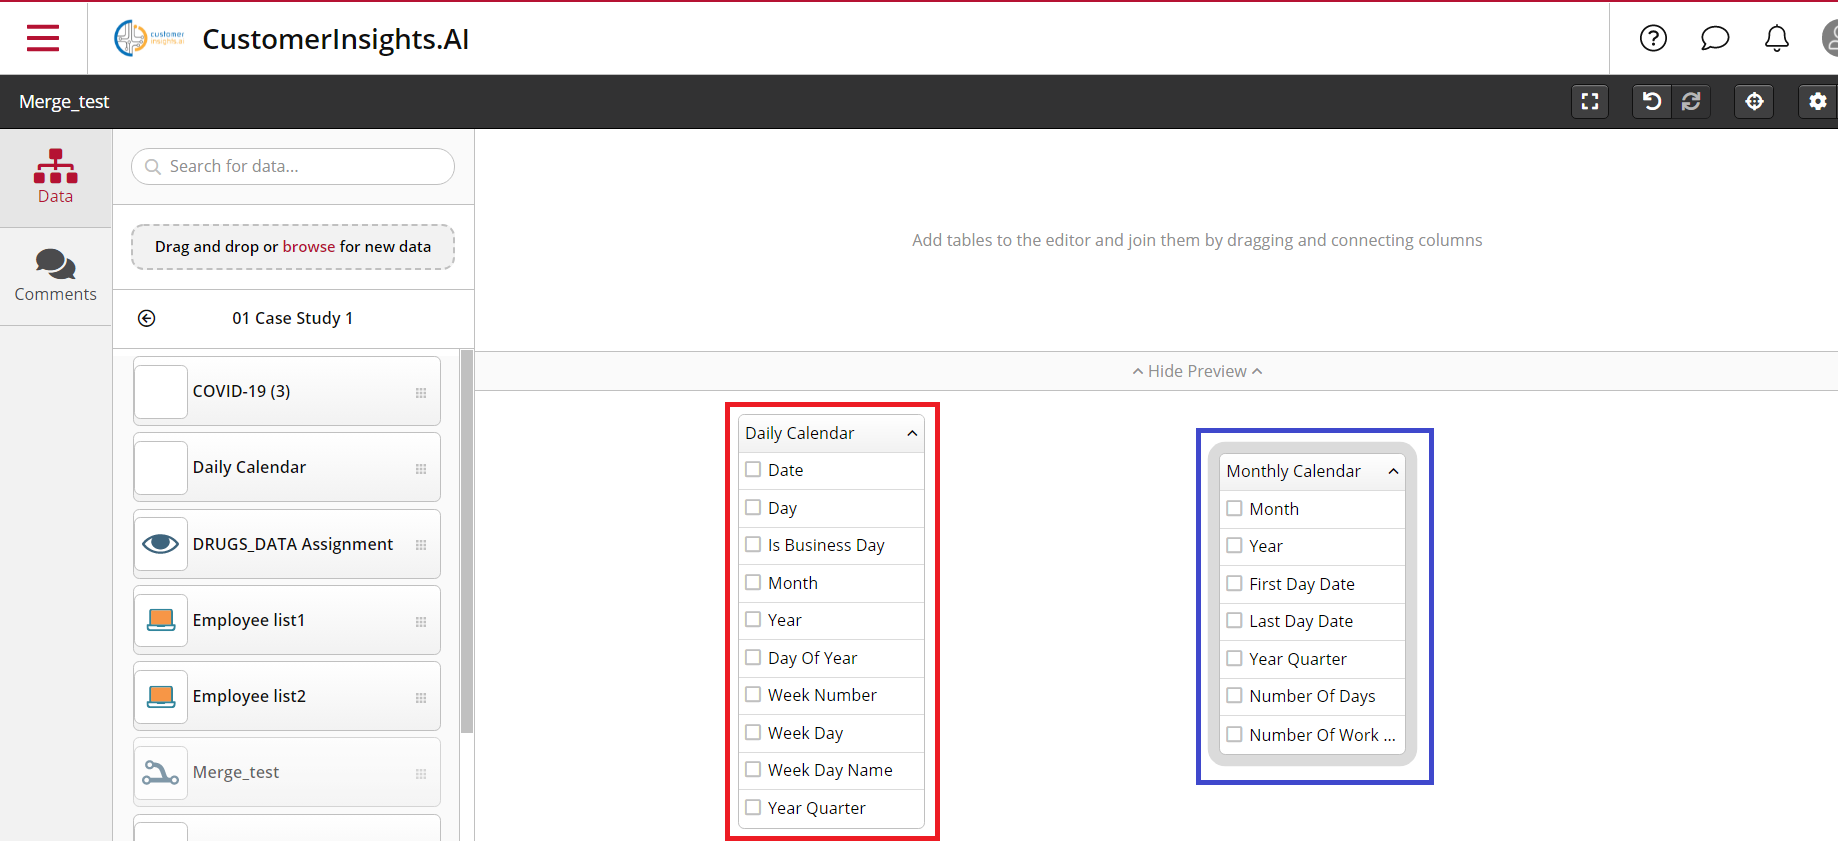 customer
insights.ai
CustomerInsights.AI
Merge_test
Data
Comments
Search for data...
Drag and drop or browse for new data
01 Case Study 1
COVID-19 (3)
Daily Calendar
DRUGS_DATA Assignment
Employee list1
Employee list2
Merge_test
Add tables to the editor and join them by dragging and connecting columns
Hide Preview
Daily Calendar
Date
Day
Is Business Day
Month
Year
Day Of Year
Week Number
Week Day
Week Day Name
Year Quarter
Monthly Calendar
Month
Year
First Day Date
Last Day Date
Year Quarter
Number Of Days
Number Of Work ...